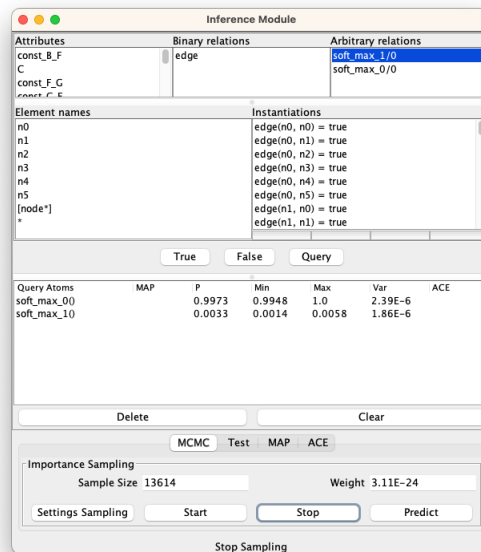 Inference Module
Attributes
Binary relations
Arbitrary relations
const_B_F
C
const_F_G
const_G_F
edge
soft_max_1/0
soft_max_0/0
Element names
Instantiations
n0
n1
n2
n3
n4
n5
[node*]
*
edge(n0, n0) = true
edge(n0, n1) = true
edge(n0, n2) = true
edge(n0, n3) = true
edge(n0, n4) = true
edge(n0, n5) = true
edge(n1, n0) = true
edge(n1, n1) = true
True False Query
Query Atoms MAP P Min Max Var ACE
soft_max_0() 0.9973 0.9948 1.0 2.39E-6
soft_max_1() 0.0033 0.0014 0.0058 1.86E-6
Delete Clear
MCMC Test MAP ACE
Importance Sampling
Sample Size 13614 Weight 3.11E-24
Settings Sampling Start Stop Predict
Stop Sampling